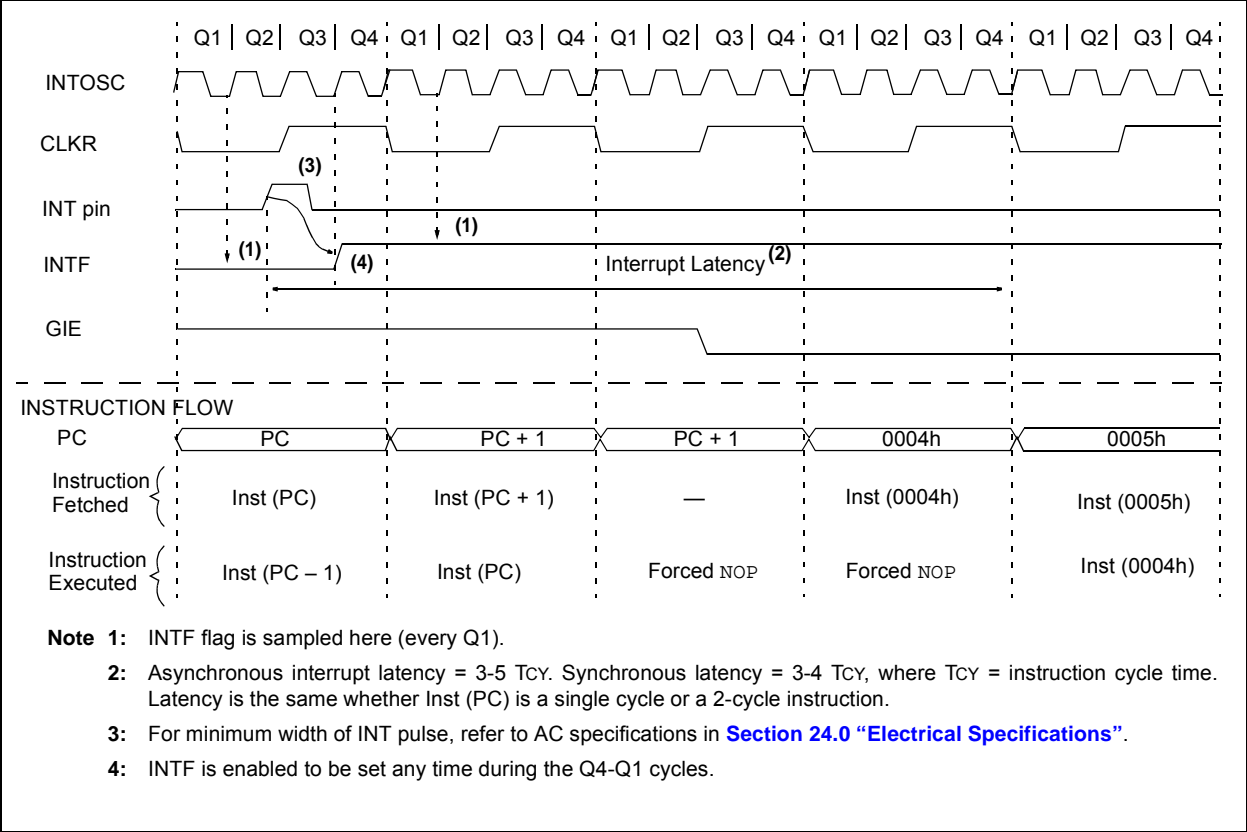 Q1 Q2 Q3 Q4 Q1 Q2 Q3 Q4 Q1 Q2 Q3 Q4 Q1 Q2 Q3 Q4 Q1 Q2 Q3 Q4
INTOSC
CLKR
(3)
INT pin
(1)
(1)
INTF
(4)
Interrupt Latency (2)
GIE
INSTRUCTION FLOW
PC PC PC + 1 PC + 1 0004h 0005h
Instruction
Fetched
Inst (PC) Inst (PC + 1) — Inst (0004h) Inst (0005h)
Instruction
Executed
Inst (PC – 1) Inst (PC) Forced NOP Forced NOP Inst (0004h)
Note 1: INTF flag is sampled here (every Q1).
2: Asynchronous interrupt latency = 3-5 TCY. Synchronous latency = 3-4 TCY, where TCY = instruction cycle time.
Latency is the same whether Inst (PC) is a single cycle or a 2-cycle instruction.
3: For minimum width of INT pulse, refer to AC specifications in Section 24.0 “Electrical Specifications”.
4: INTF is enabled to be set any time during the Q4-Q1 cycles.